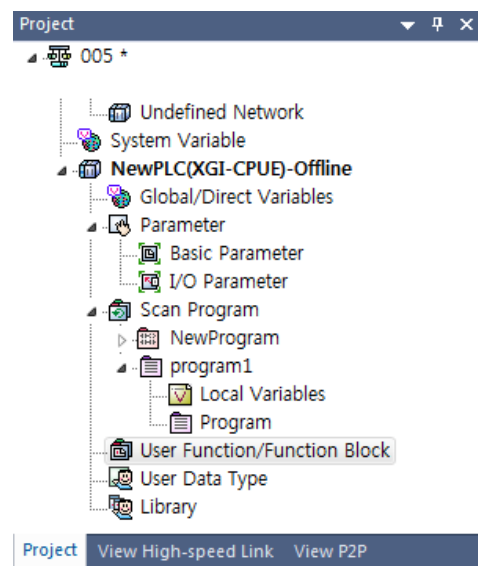 Project
005 *
Undefined Network
System Variable
NewPLC(XGI-CPUE)-Offline
Global/Direct Variables
Parameter
Basic Parameter
I/O Parameter
Scan Program
NewProgram
program1
Local Variables
Program
User Function/Function Block
User Data Type
Library
Project View High-speed Link View P2P